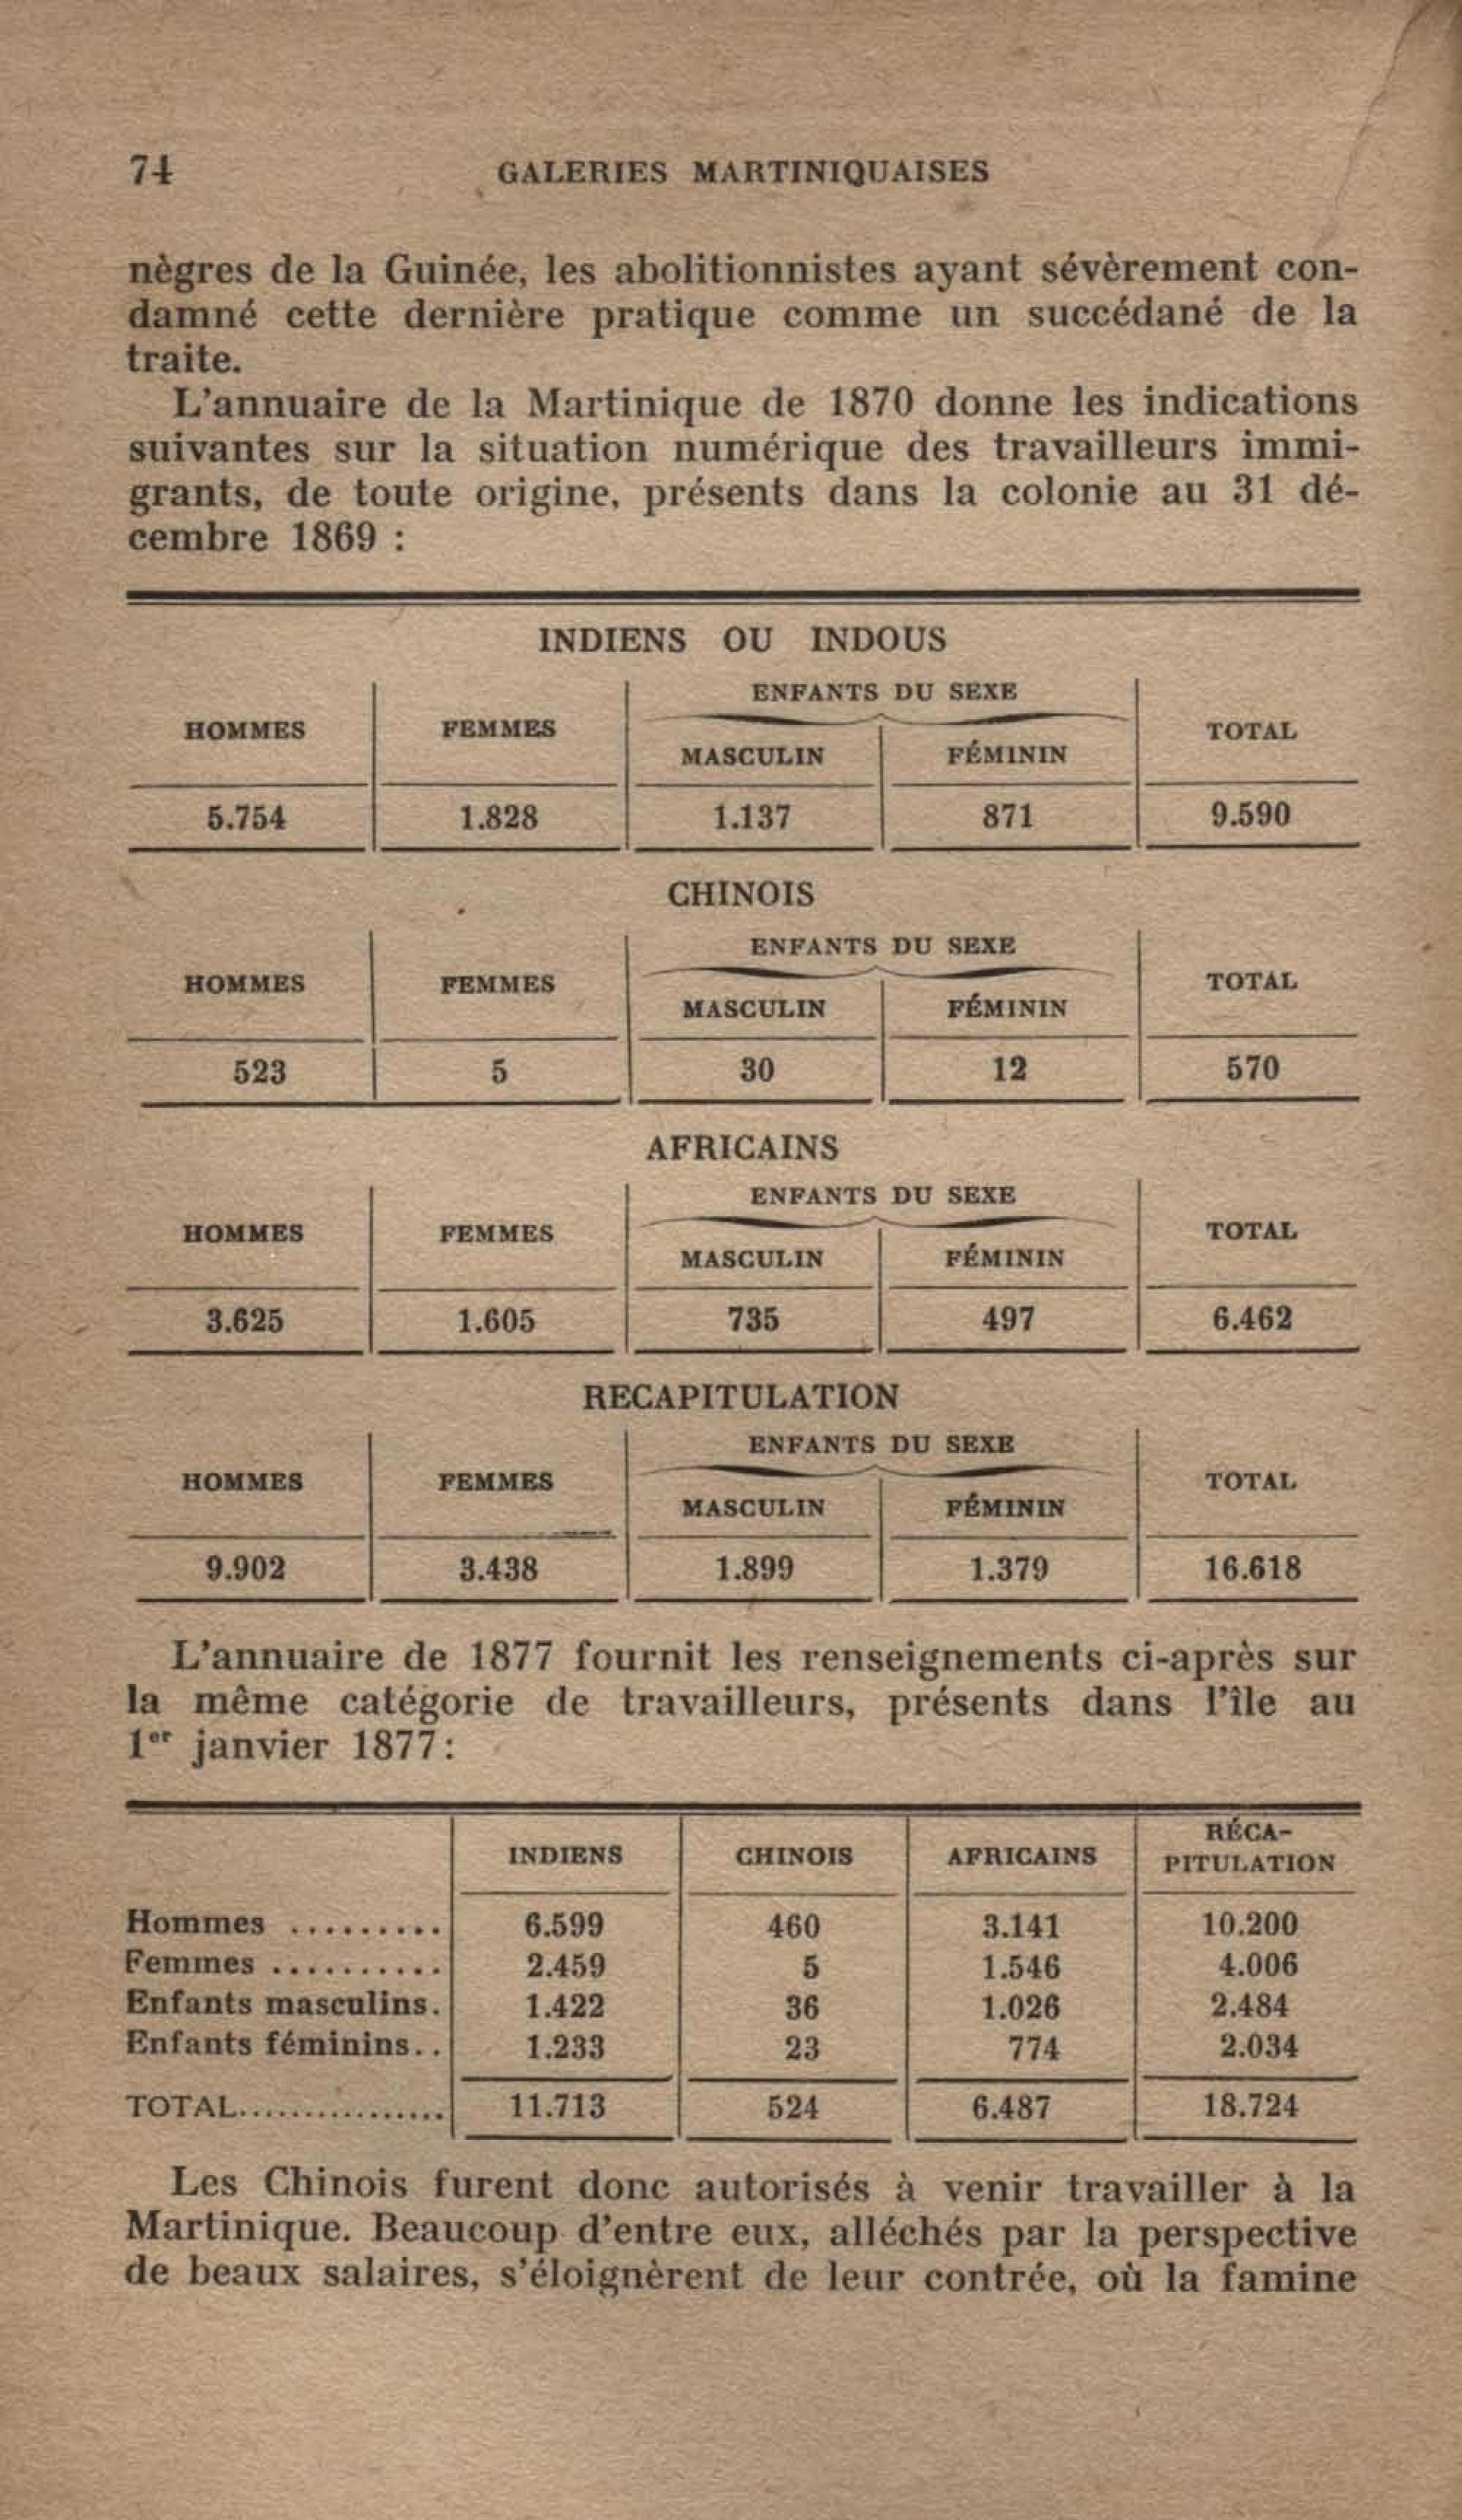 74 GALERIES MARTINIQUAISES
nègres de la Guinée, les abolitionnistes ayant sévèrement con-
damné cette dernière pratique comme un succédané de la
traite.
L'annuaire de la Martinique de 1870 donne les indications
suivantes sur la situation numérique des travailleurs immi-
grants, de toute origine, présents dans la colonie au 31 dé-
cembre 1869 :
INDIENS OU INDOUS
ENFANTS DU SEXE
HOMMES FEMMES TOTAL
MASCULIN FÉMININ
5.754 1.828 1.137 871 9.590
CHINOIS
ENFANTS DU SEXE
HOMMES FEMMES TOTAL
MASCULIN FÉMININ
523 5 30 12 570
AFRICAINS
ENFANTS DU SEXE
HOMMES FEMMES TOTAL
MASCULIN FÉMININ
3.625 1.605 735 497 6.462
RECAPITULATION
ENFANTS DU SEXE
HOMMES FEMMES TOTAL
MASCULIN FÉMININ
9.902 3.438 1.899 1.379 16.618
L'annuaire de 1877 fournit les renseignements ci-après sur
la même catégorie de travailleurs, présents dans l'île au
1er janvier 1877 :
RÉCA-
INDIENS CHINOIS AFRICAINS PITULATION
Hommes ......... 6.599 460 3.141 10.200
Femmes .......... 2.459 5 1.546 4.006
Enfants masculins. 1.422 36 1.026 2.484
Enfants féminins.. 1.233 23 774 2.034
TOTAL................. 11.713 524 6.487 18.724
Les Chinois furent donc autorisés à venir travailler à la
Martinique. Beaucoup d'entre eux, alléchés par la perspective
de beaux salaires, s'éloignèrent de leur contrée, où la famine